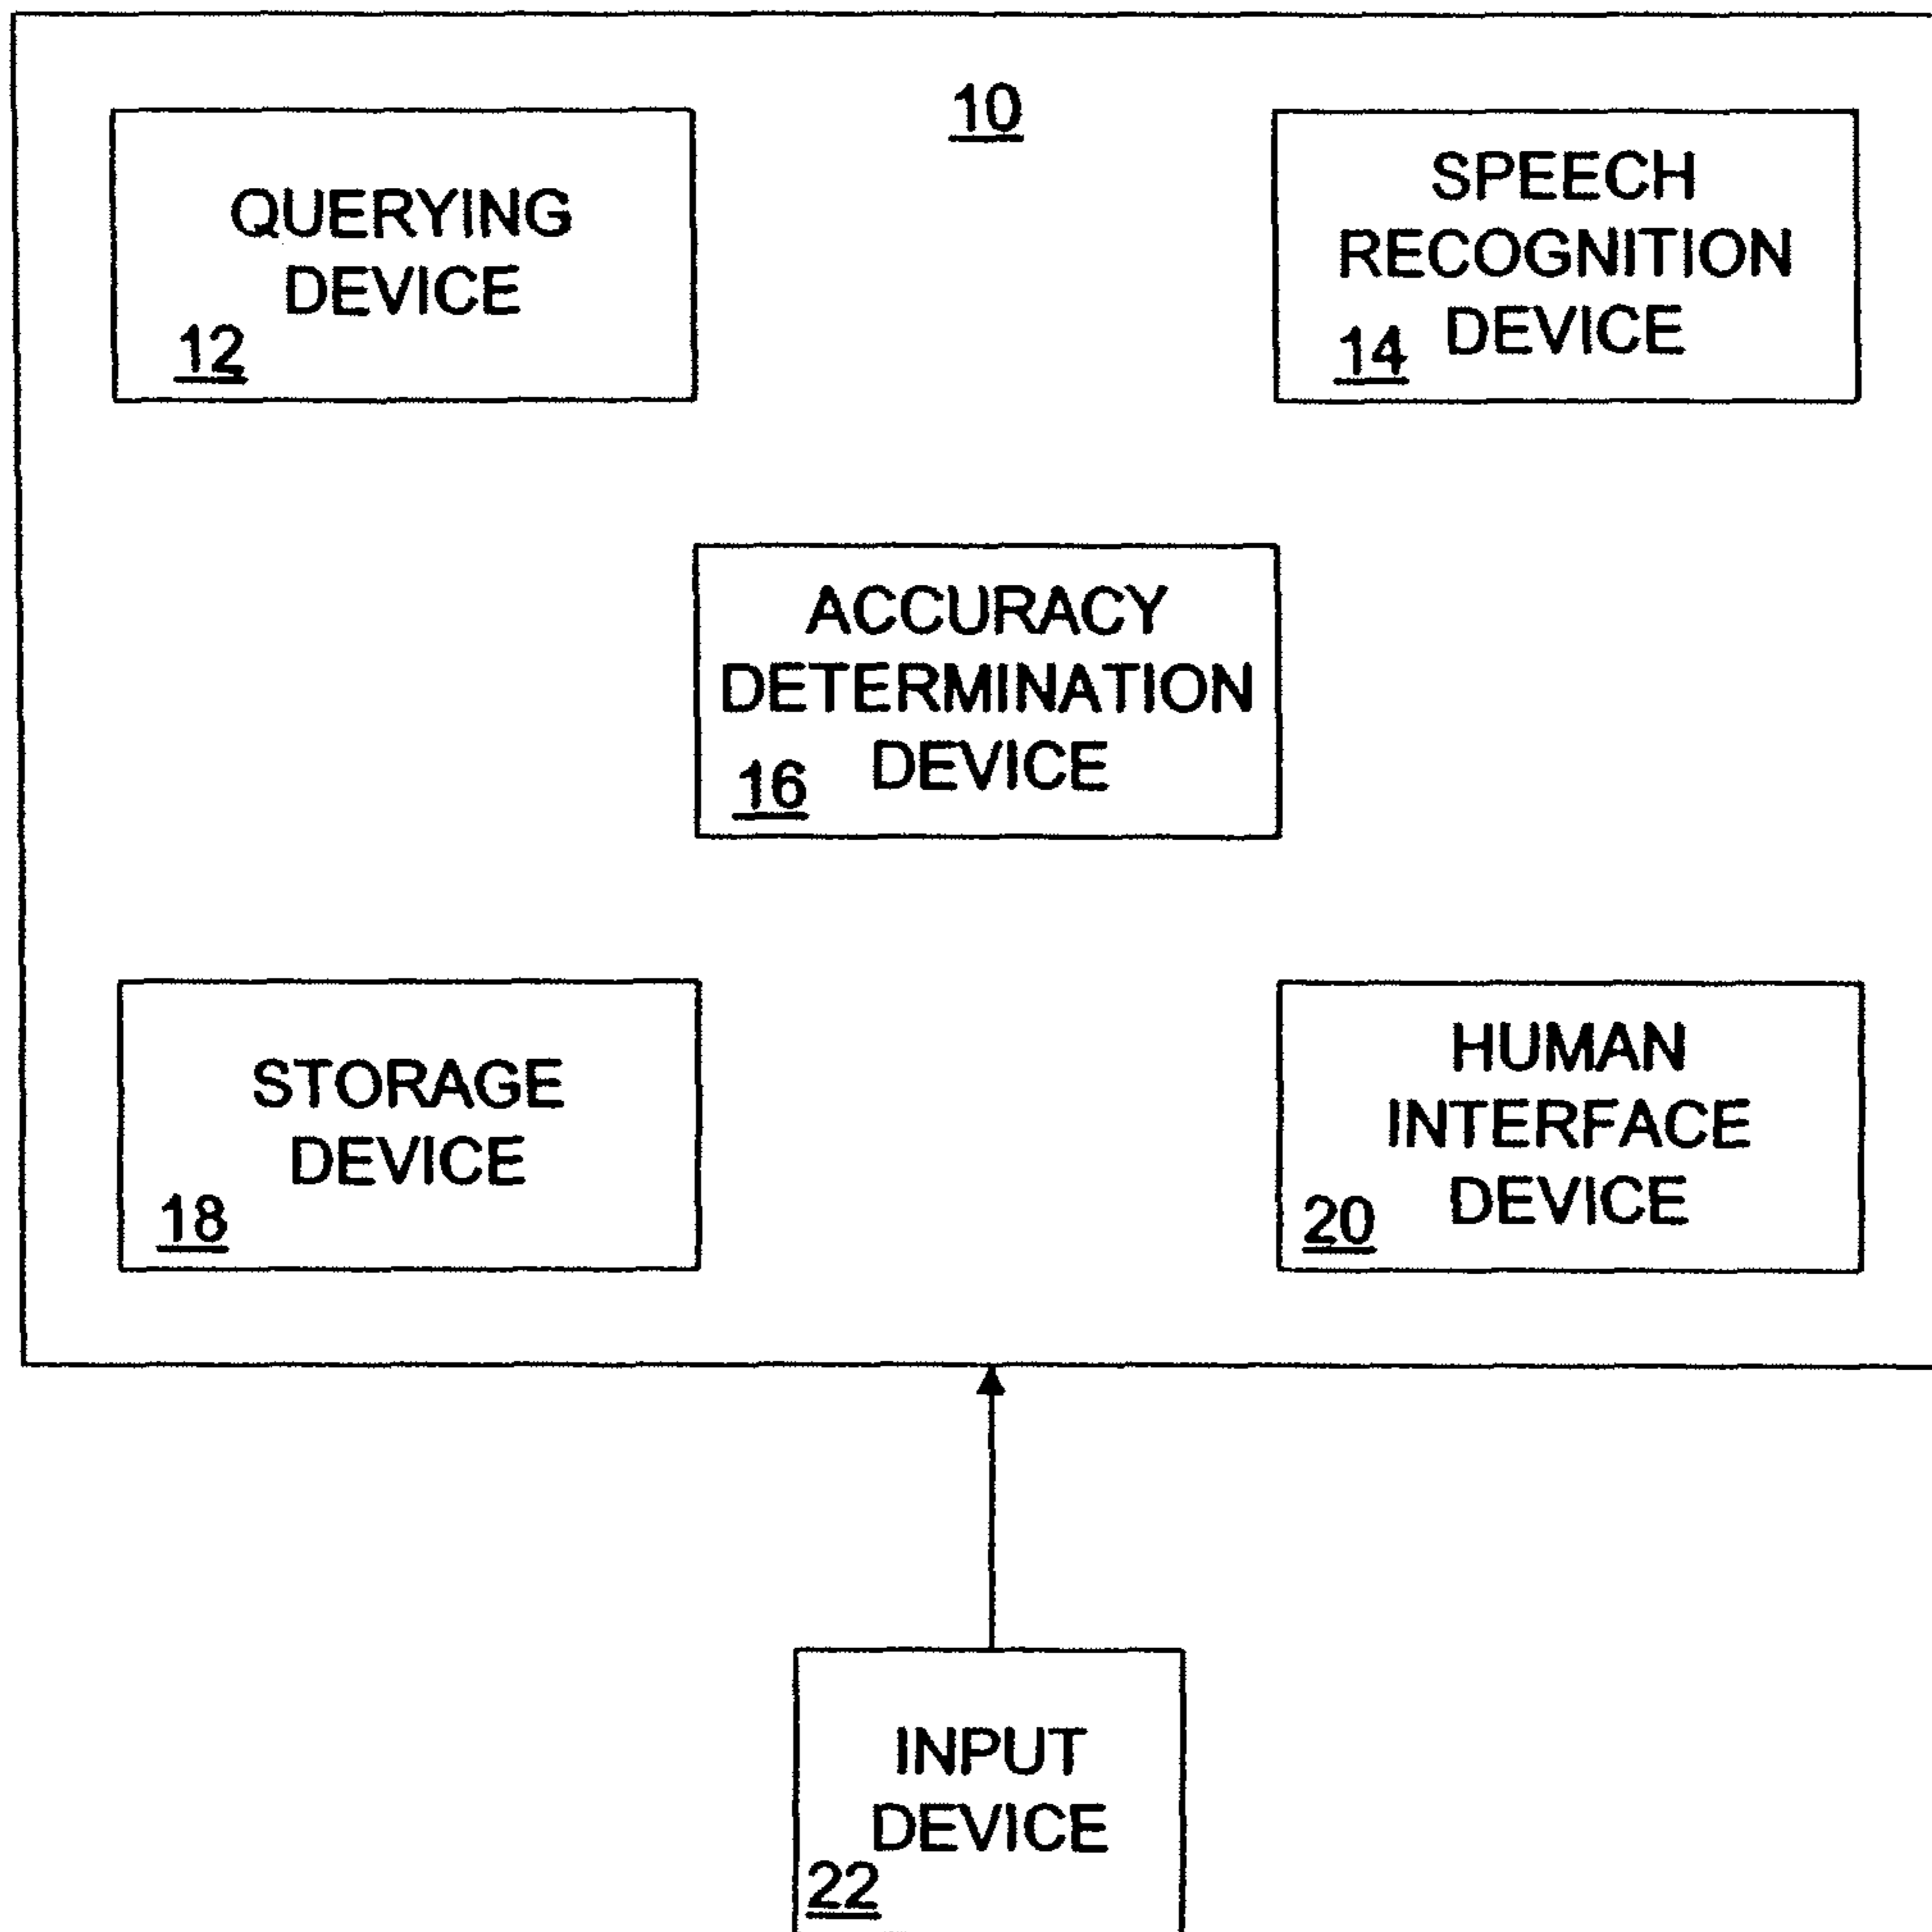 10
QUERYING
DEVICE
12
SPEECH
RECOGNITION
DEVICE
14
ACCURACY
DETERMINATION
DEVICE
16
STORAGE
DEVICE
18
HUMAN
INTERFACE
DEVICE
20
INPUT
DEVICE
22